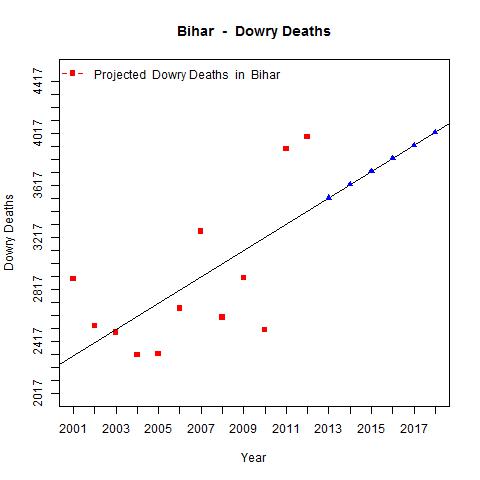 Bihar - Dowry Deaths
Projected Dowry Deaths in Bihar
Dowry Deaths
4417
4017
3617
3217
2817
2417
2017
2001 2003 2005 2007 2009 2011 2013 2015 2017
Year